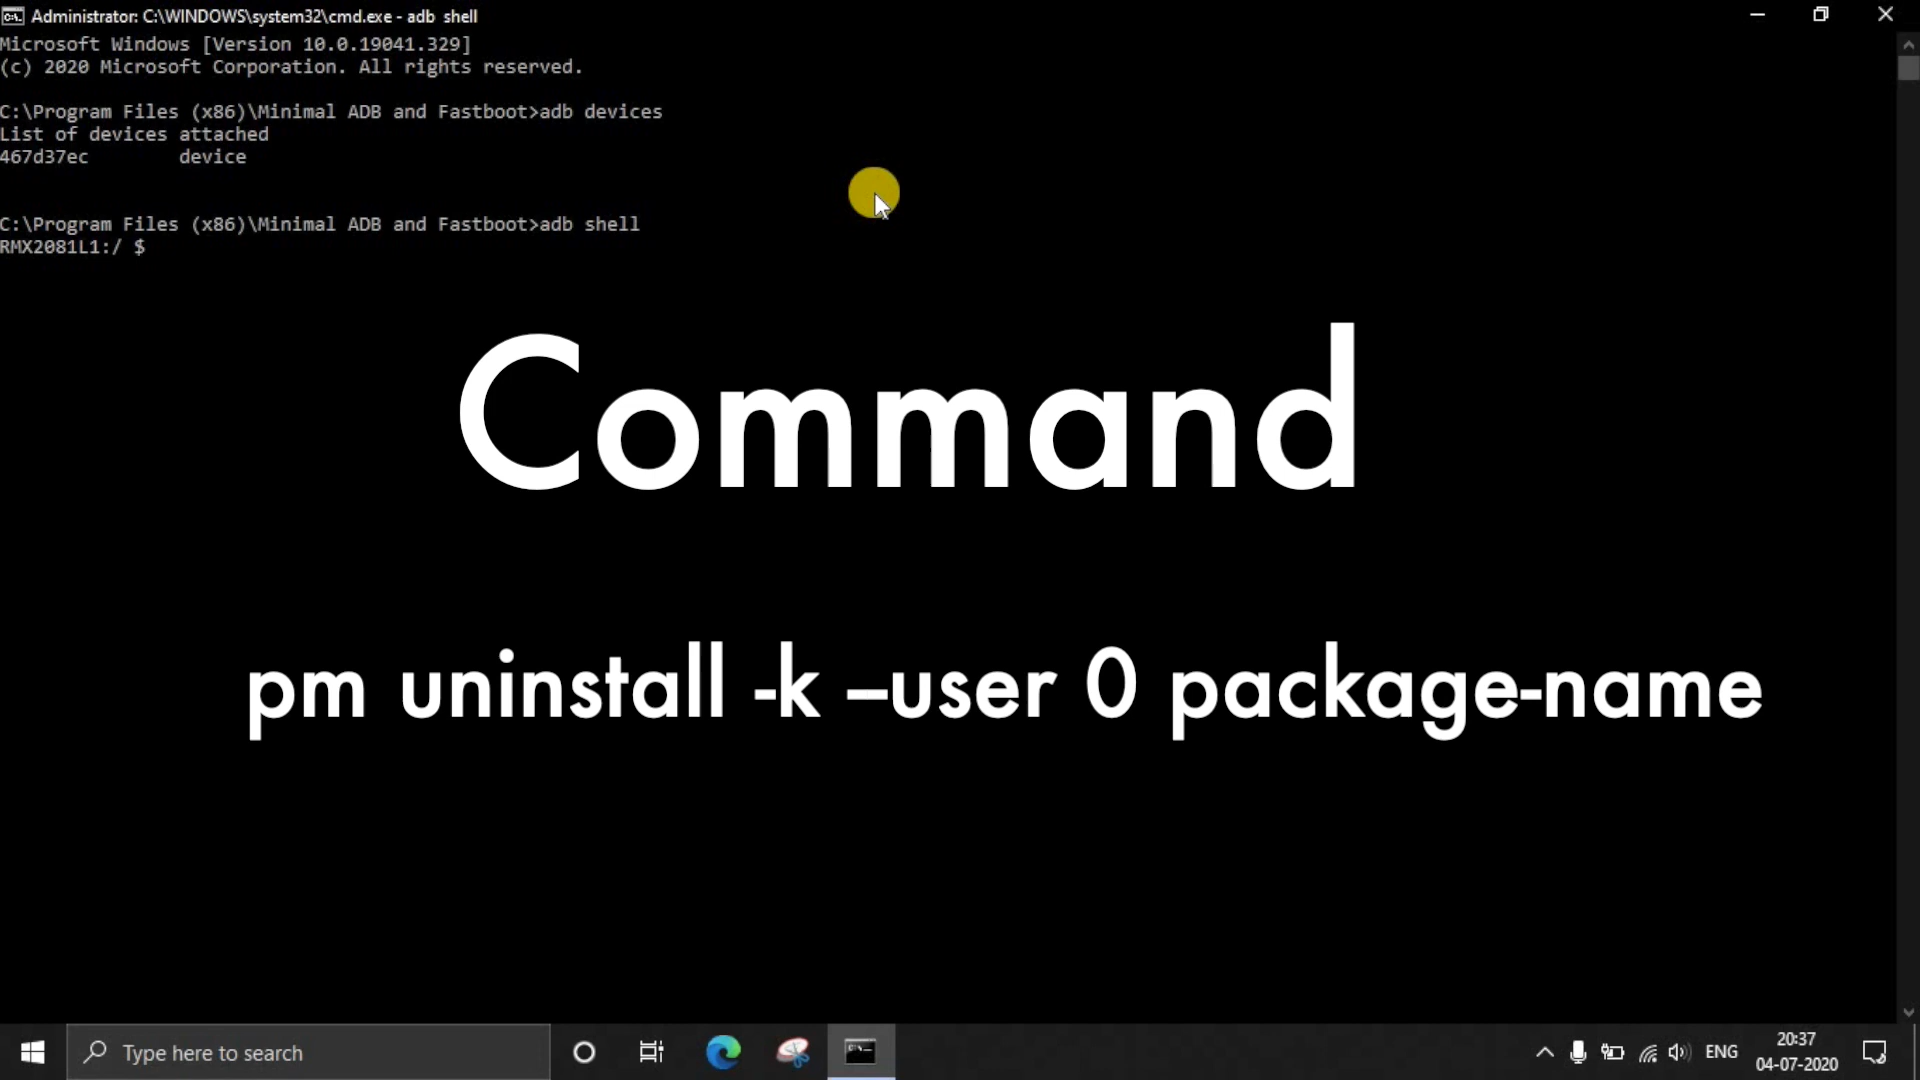 Administrator: C:\WINDOWS\system32\cmd.exe - adb  shell
Microsoft Windows [Version 10.0.19041.329]
(c) 2020 Microsoft Corporation. All rights reserved.
C:\Program Files (x86)\Minimal ADB and Fastboot>adb devices
List of devices attached
467d37ec        device
C:\Program Files (x86)\Minimal ADB and Fastboot>adb shell
RMX2081L1:/ $
Command
pm uninstall -k –user 0 package-name
Type here to search
ENG
20:37
04-07-2020